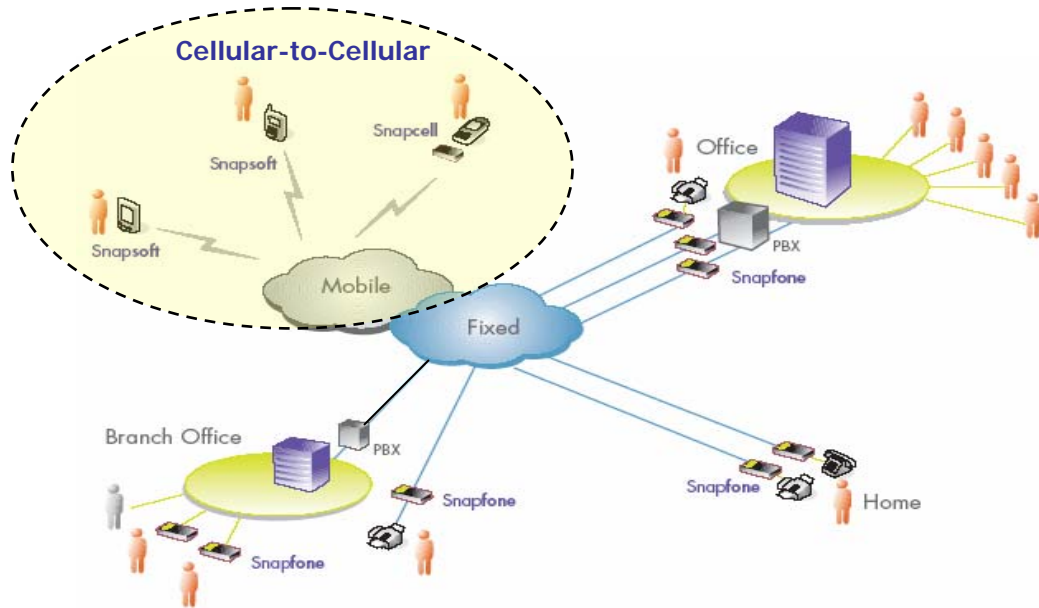 Cellular-to-Cellular
Snapcell
Snapsoft
Snapsoft
Office
PBX
Snapfone
Mobile
Fixed
Branch Office
PBX
Snapfone
Snapfone
Snapfone
Home